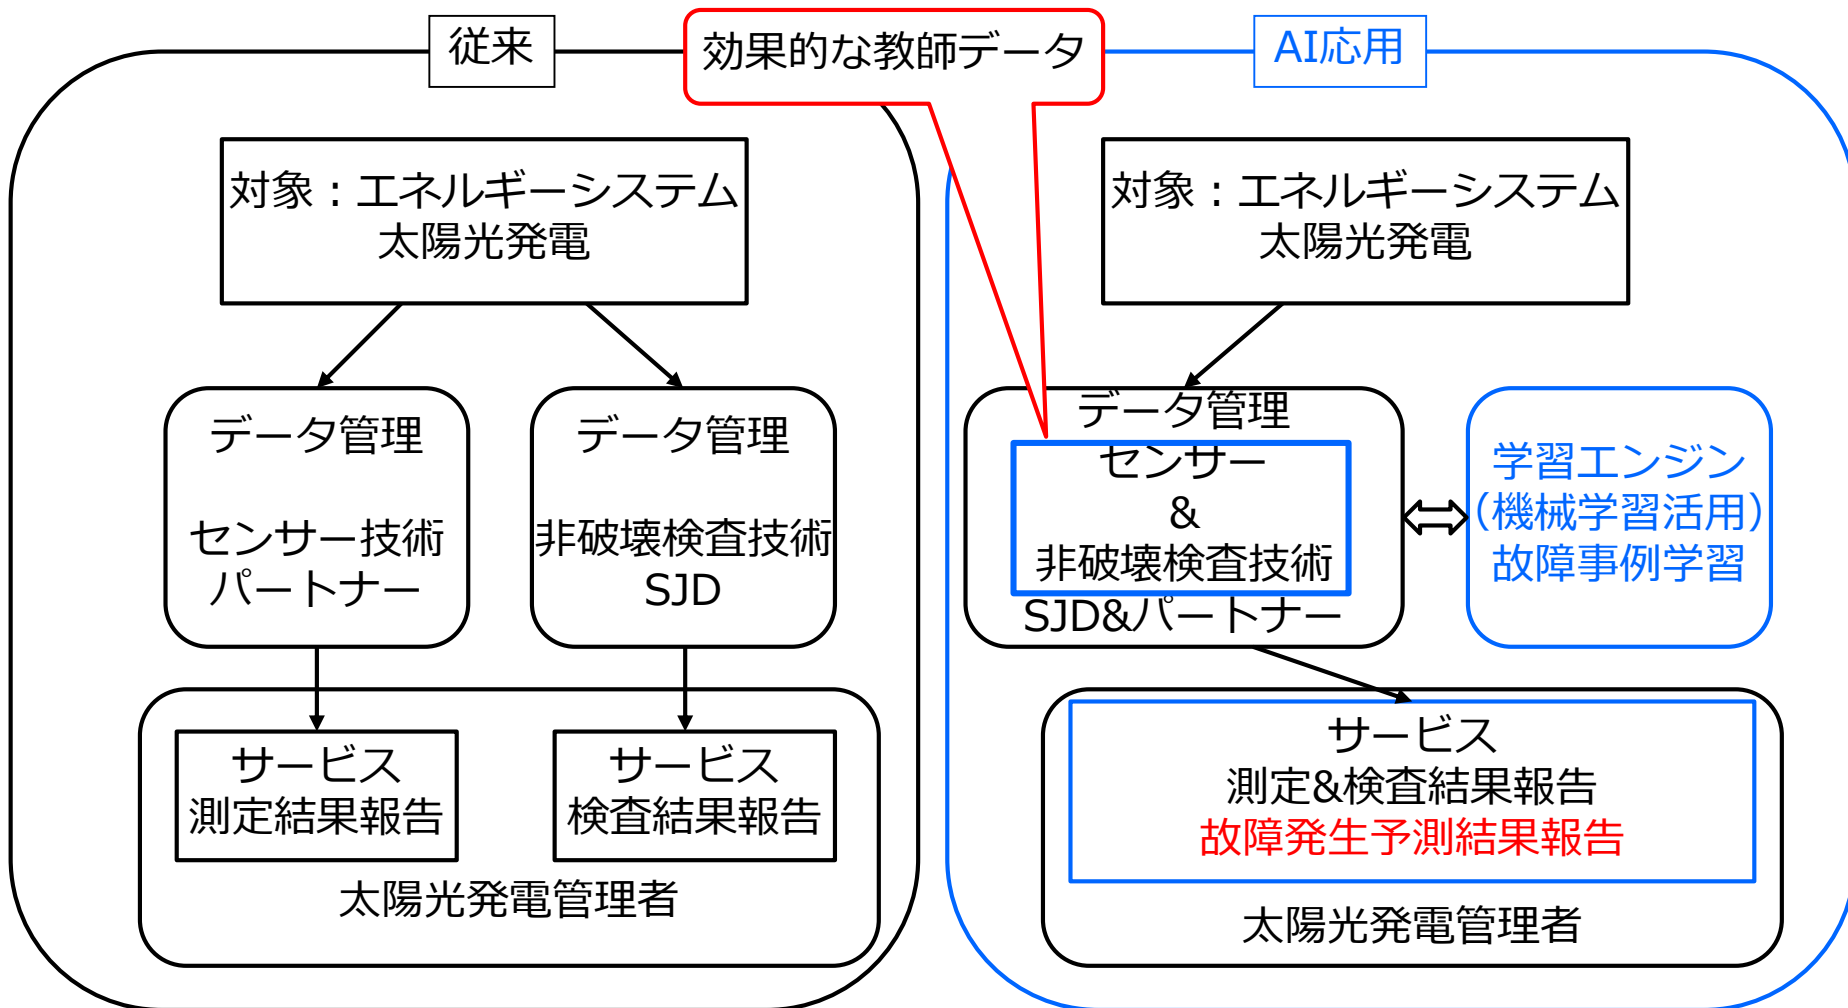 従来
効果的な教師データ
AI応用
対象：エネルギーシステム
太陽光発電
データ管理
センサー技術
パートナー
データ管理
非破壊検査技術
SJD
サービス
測定結果報告
サービス
検査結果報告
太陽光発電管理者
対象：エネルギーシステム
太陽光発電
データ管理
センサー
&
非破壊検査技術
SJD&パートナー
学習エンジン
（機械学習活用）
故障事例学習
サービス
測定&検査結果報告
故障発生予測結果報告
太陽光発電管理者